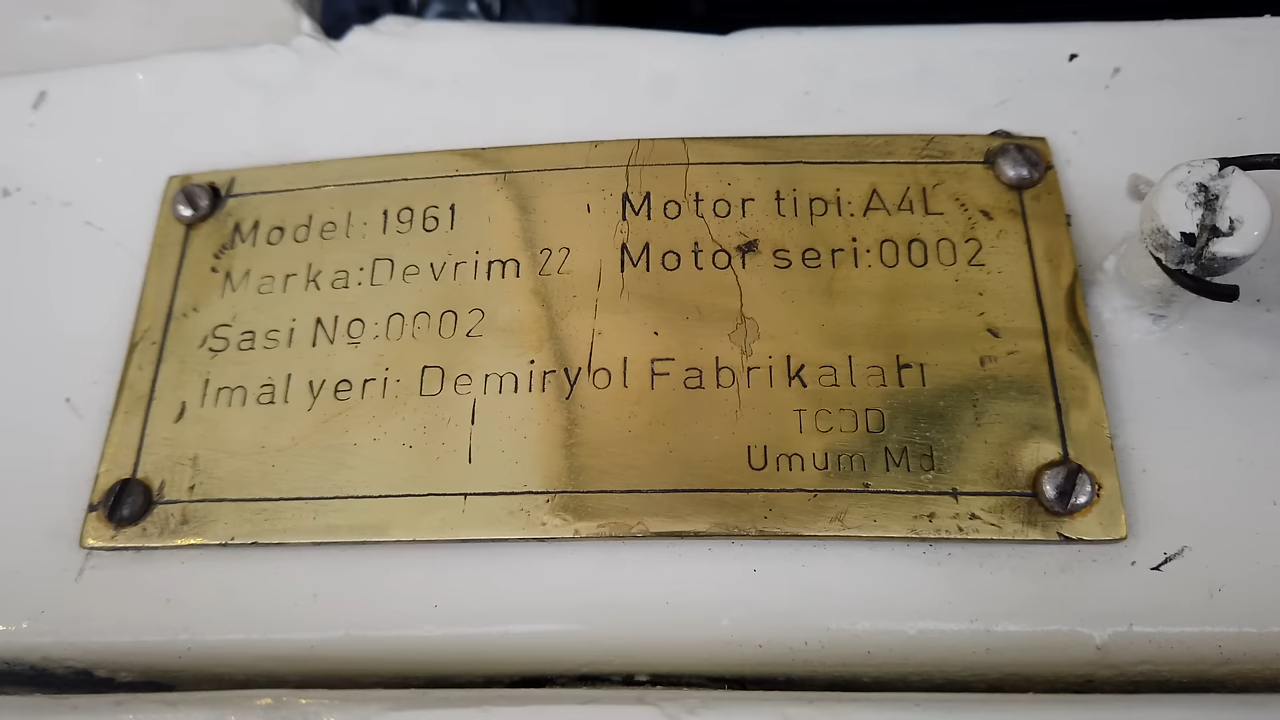 Model: 1961
Motor tipi: A4L
Marka: Devrim 22
Motor seri: 0002
Şasi No: 0002
İmal yeri: Demiryol Fabrikaları
TCDD
Umum Md